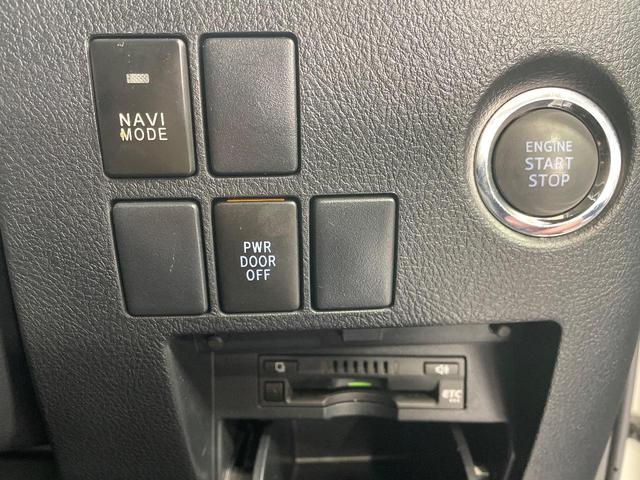 NAVI
MODE
ENGINE
START
STOP
PWR
DOOR
OFF
ETC